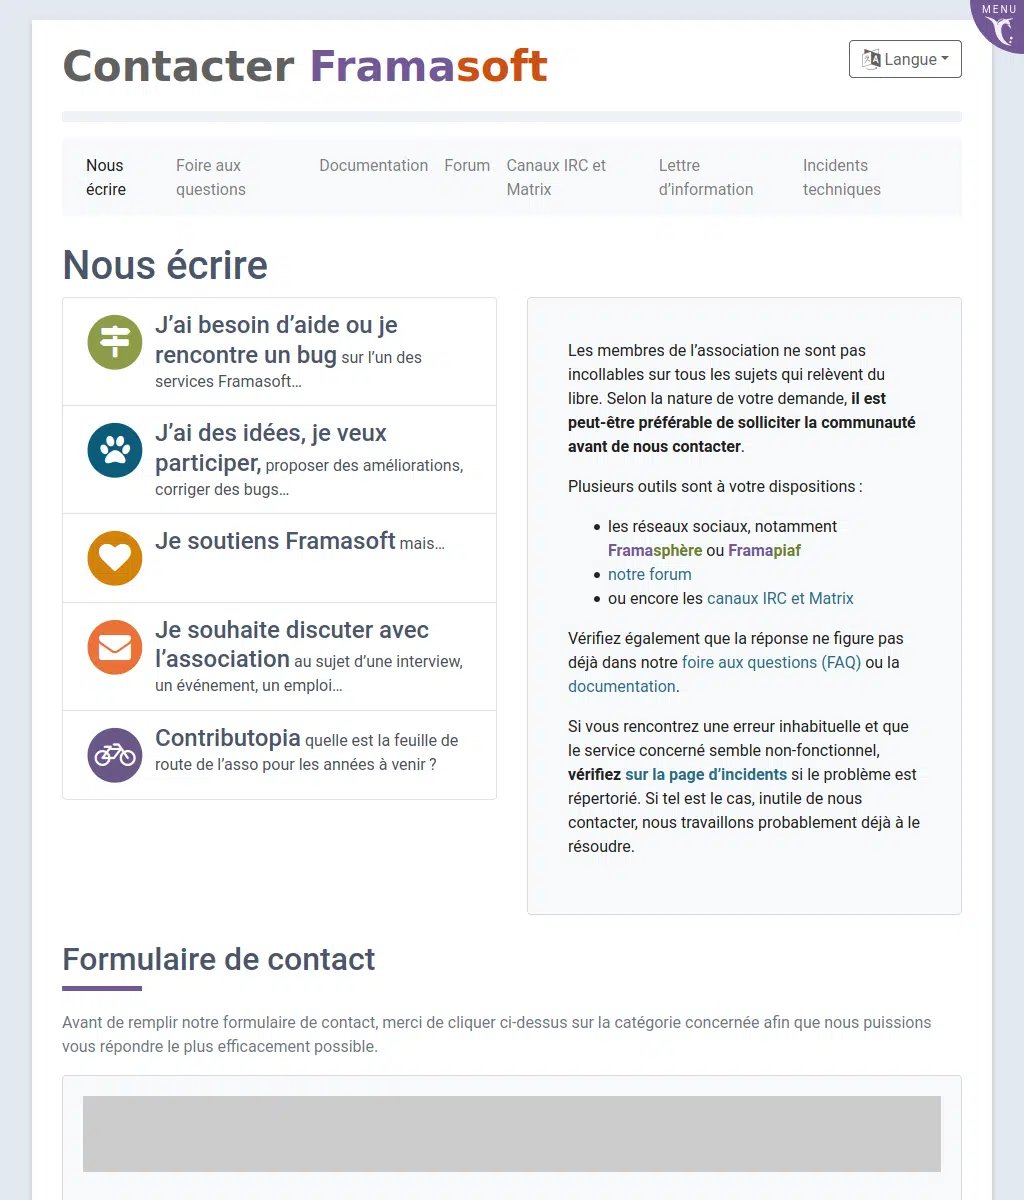 MENU
Contacter Framasoft
Langue
Nous écrire
Foire aux questions
Documentation
Forum
Canaux IRC et Matrix
Lettre d’information
Incidents techniques
Nous écrire
J’ai besoin d’aide ou je
rencontre un bug sur l’un des
services Framasoft…
J’ai des idées, je veux
participer, proposer des améliorations,
corriger des bugs…
Je soutiens Framasoft mais…
Je souhaite discuter avec
l’association au sujet d’une interview,
un événement, un emploi…
Contributopia quelle est la feuille de
route de l’asso pour les années à venir ?
Les membres de l’association ne sont pas
incollables sur tous les sujets qui relèvent du
libre. Selon la nature de votre demande, il est
peut-être préférable de solliciter la communauté
avant de nous contacter.
Plusieurs outils sont à votre dispositions :
les réseaux sociaux, notamment
Framasphère ou Framapiaf
notre forum
ou encore les canaux IRC et Matrix
Vérifiez également que la réponse ne figure pas
déjà dans notre foire aux questions (FAQ) ou la
documentation.
Si vous rencontrez une erreur inhabituelle et que
le service concerné semble non-fonctionnel,
vérifiez sur la page d’incidents si le problème est
répertorié. Si tel est le cas, inutile de nous
contacter, nous travaillons probablement déjà à le
résoudre.
Formulaire de contact
Avant de remplir notre formulaire de contact, merci de cliquer ci-dessus sur la catégorie concernée afin que nous puissions
vous répondre le plus efficacement possible.